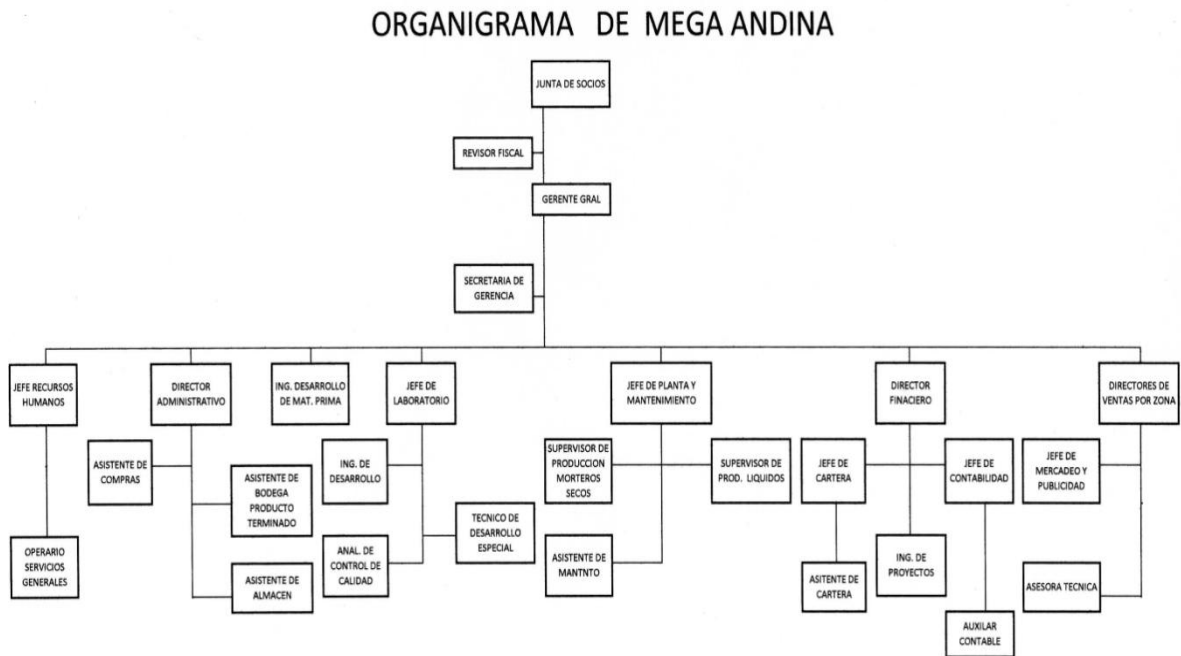 ORGANIGRAMA DE MEGA ANDINA
JUNTA DE SOCIOS
REVISOR FISCAL
GERENTE GRAL
SECRETARIA DE
GERENCIA
JEFE RECURSOS
HUMANOS
DIRECTOR
ADMINISTRATIVO
ING. DESARROLLO
DE MAT. PRIMA
JEFE DE
LABORATORIO
JEFE DE PLANTA Y
MANTENIMIENTO
DIRECTOR
FINACIERO
DIRECTORES DE
VENTAS POR ZONA
ASISTENTE DE
COMPRAS
ASISTENTE DE
BODEGA
PRODUCTO
TERMINADO
ING. DE
DESARROLLO
TECNICO DE
DESARROLLO
ESPECIAL
SUPERVISOR DE
PRODUCCION
MORTEROS
SECOS
SUPERVISOR DE
PROD. LIQUIDOS
JEFE DE
CARTERA
JEFE DE
CONTABILIDAD
JEFE DE
MERCADEO Y
PUBLICIDAD
OPERARIO
SERVICIOS
GENERALES
ASISTENTE DE
ALMACEN
ANAL. DE
CONTROL DE
CALIDAD
ASISTENTE DE
MANTNTO
ASITENTE DE
CARTERA
ING. DE
PROYECTOS
AUXILAR
CONTABLE
ASESORA TECNICA